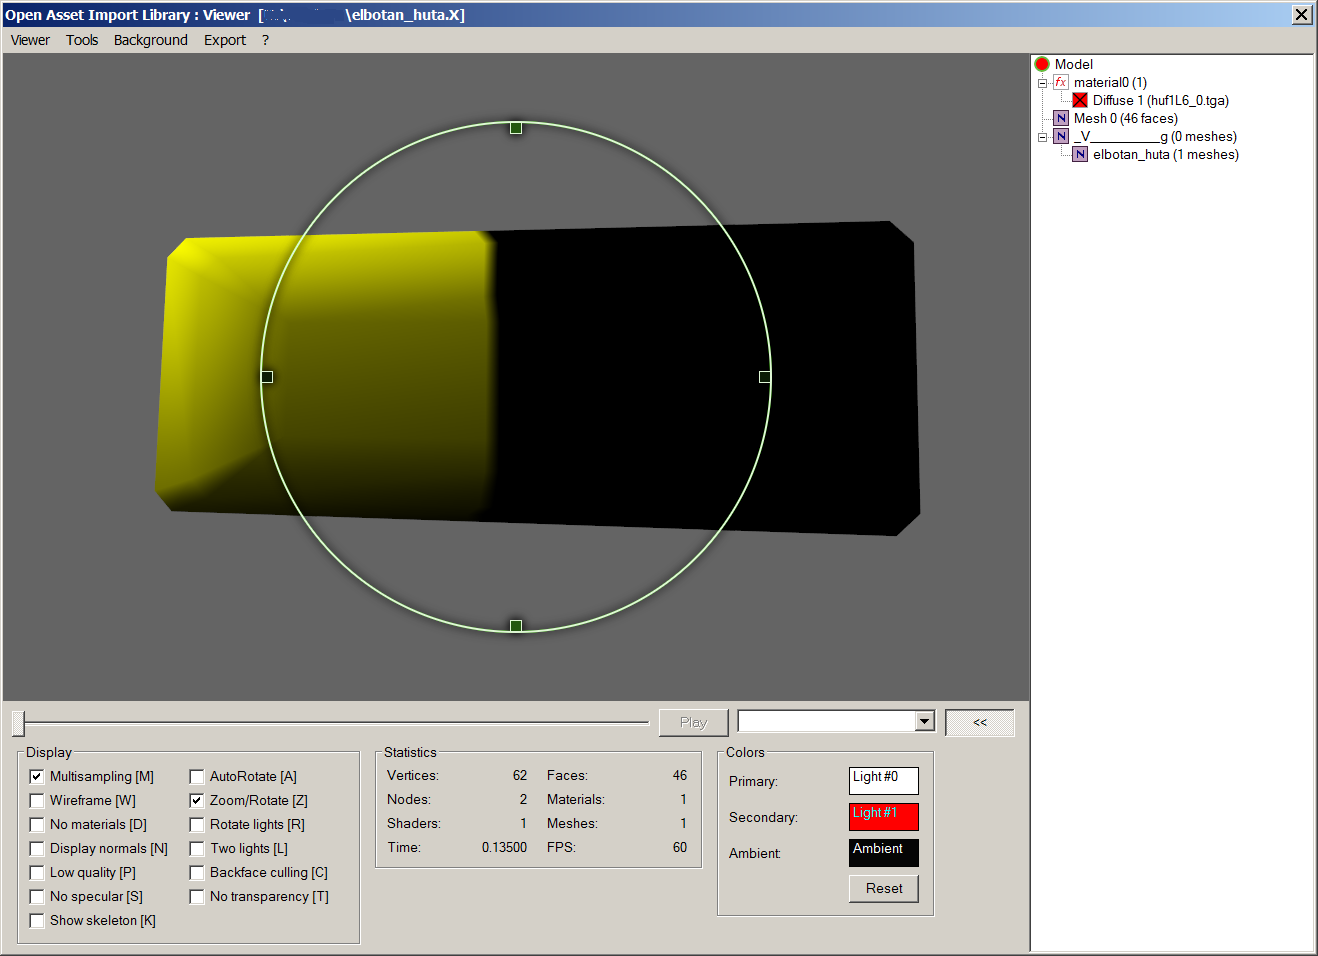 Open Asset Import Library : Viewer [ \elbotan_huta.X]
Viewer Tools Background Export ?
Model
fx material0 (1)
Diffuse 1 (huf1L6_0.tga)
N Mesh 0 (46 faces)
N _V_________g (0 meshes)
N elbotan_huta (1 meshes)
Play
<<
Display
Multisampling [M]
AutoRotate [A]
Wireframe [W]
Zoom/Rotate [Z]
No materials [D]
Rotate lights [R]
Display normals [N]
Two lights [L]
Low quality [P]
Backface culling [C]
No specular [S]
No transparency [T]
Show skeleton [K]
Statistics
Vertices: 62 Faces: 46
Nodes: 2 Materials: 1
Shaders: 1 Meshes: 1
Time: 0.13500 FPS: 60
Colors
Primary: Light #0
Secondary: Light #1
Ambient: Ambient
Reset